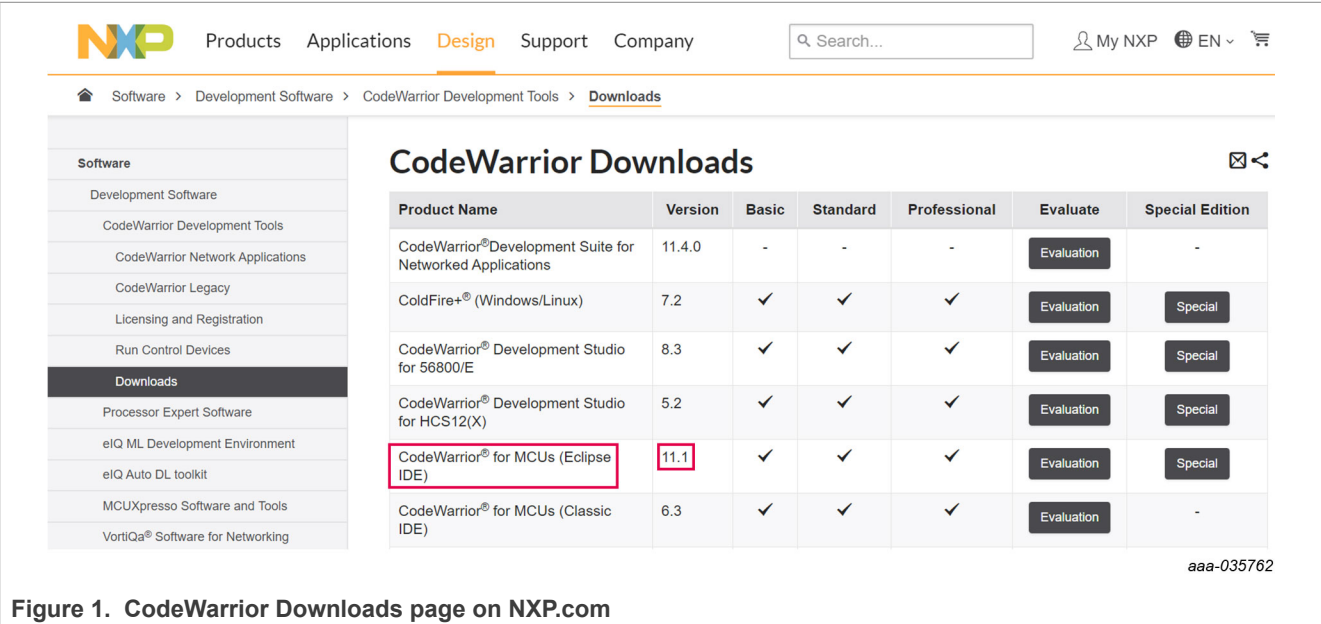 NXP
Products Applications Design Support Company Search... My NXP EN
Software > Development Software > CodeWarrior Development Tools > Downloads
Software
Development Software
CodeWarrior Development Tools
CodeWarrior Network Applications
CodeWarrior Legacy
Licensing and Registration
Run Control Devices
Downloads
Processor Expert Software
eIQ ML Development Environment
eIQ Auto DL toolkit
MCUXpresso Software and Tools
VortiQa® Software for Networking
CodeWarrior Downloads
Product Name Version Basic Standard Professional Evaluate Special Edition
CodeWarrior®Development Suite for 11.4.0 - - - Evaluation -
Networked Applications
ColdFire+® (Windows/Linux) 7.2 ✓ ✓ ✓ Evaluation Special
CodeWarrior® Development Studio 8.3 ✓ ✓ ✓ Evaluation Special
for 56800/E
CodeWarrior® Development Studio 5.2 ✓ ✓ ✓ Evaluation Special
for HCS12(X)
CodeWarrior® for MCUs (Eclipse 11.1 ✓ ✓ ✓ Evaluation Special
IDE)
CodeWarrior® for MCUs (Classic 6.3 ✓ ✓ ✓ Evaluation -
IDE)
aaa-035762
Figure 1. CodeWarrior Downloads page on NXP.com